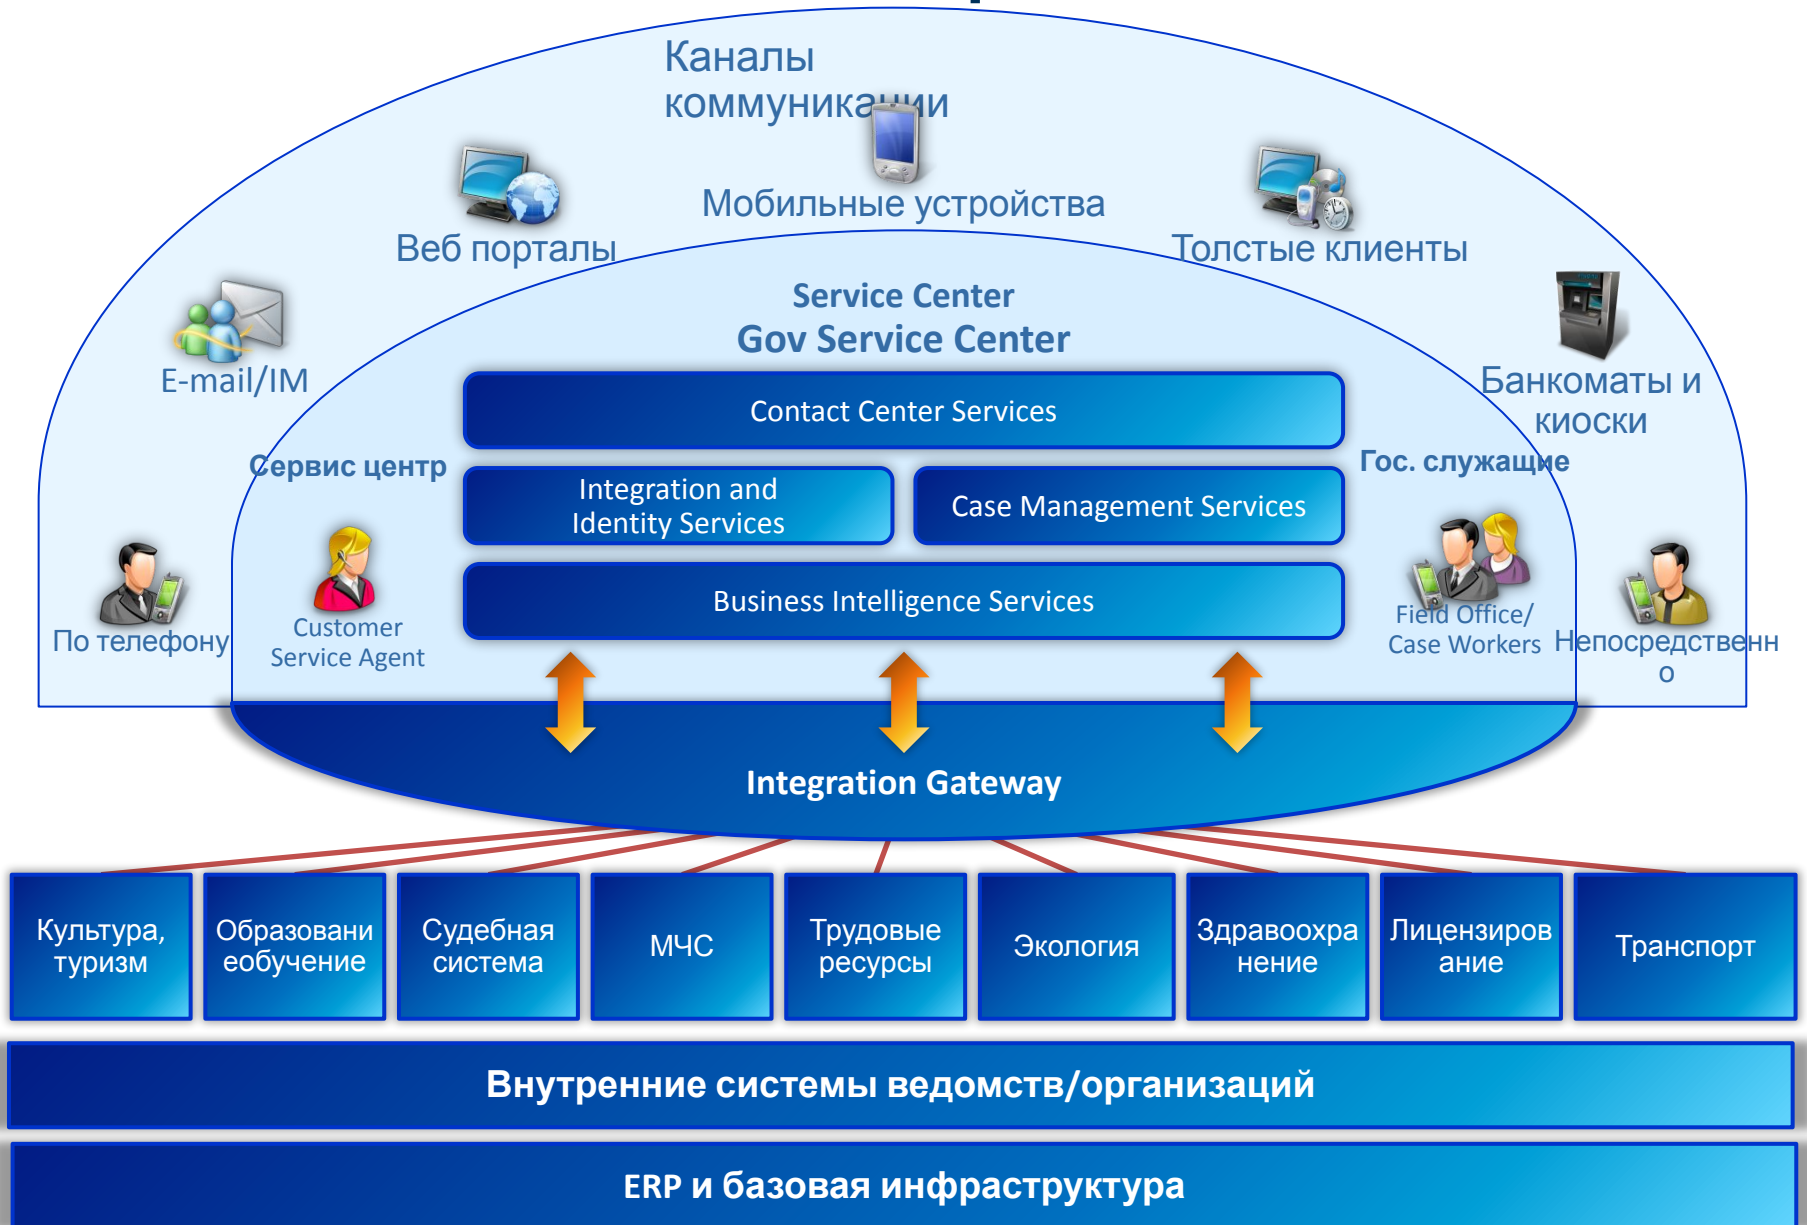 Каналы
коммуникации
Мобильные устройства
Веб порталы
Толстые клиенты
Service Center
Gov Service Center
E-mail/IM
Банкоматы и
киоски
Contact Center Services
Сервис центр
Гос. служащие
Integration and
Identity Services
Case Management Services
Business Intelligence Services
По телефону
Customer
Service Agent
Field Office/
Case Workers
Непосредственн
о
Integration Gateway
Культура,
туризм
Образовани
еобучение
Судебная
система
МЧС
Трудовые
ресурсы
Экология
Здравоохра
нение
Лицензиров
ание
Транспорт
Внутренние системы ведомств/организаций
ERP и базовая инфраструктура